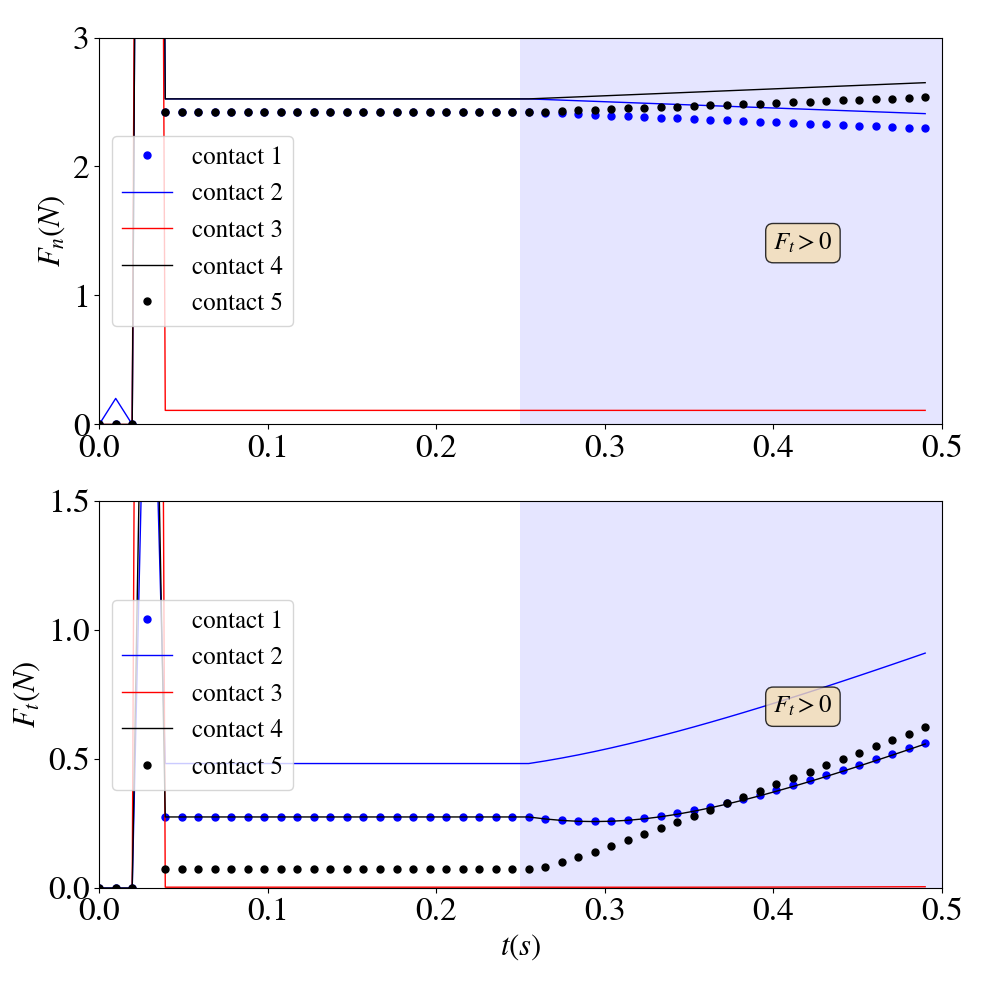 3
2
1
0
F_n(N)
contact 1
contact 2
contact 3
contact 4
contact 5
F_t > 0
0.0 0.1 0.2 0.3 0.4 0.5
1.5
1.0
0.5
0.0
F_t(N)
contact 1
contact 2
contact 3
contact 4
contact 5
F_t > 0
0.0 0.1 0.2 0.3 0.4 0.5
t(s)